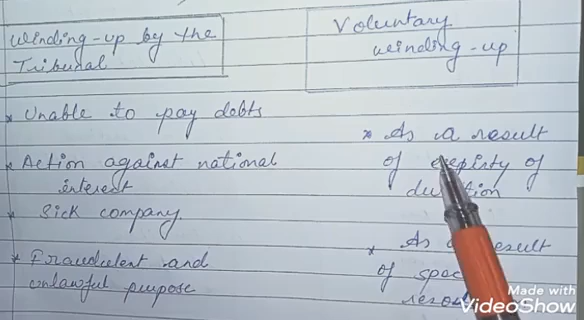 Winding-up by the
Tribunal
* Unable to pay debts
* Action against national
interest
* Sick company.
* Fraudulent and
unlawful purpose
Voluntary
winding-up
* As a result
of of
* As result
of
Made with
VideoShow